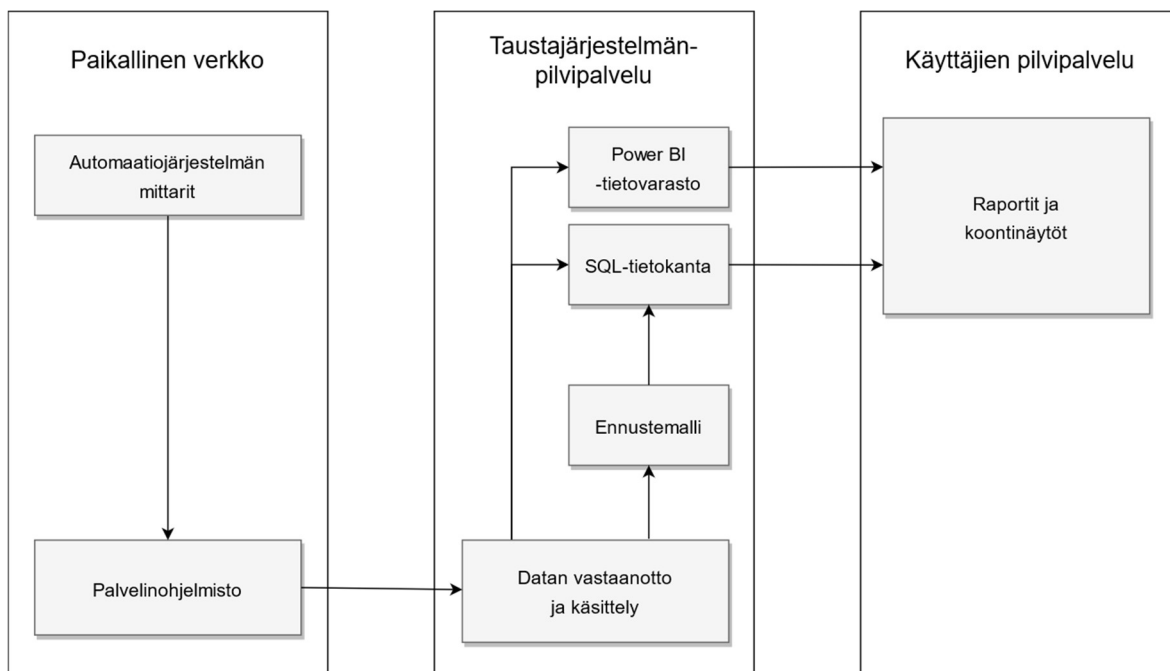 Paikallinen verkko
Automaatiojärjestelmän
mittarit
Palvelinohjelmisto
Taustajärjestelmän-
pilvipalvelu
Power BI
-tietovarasto
SQL-tietokanta
Ennustemalli
Datan vastaanotto
ja käsittely
Käyttäjien pilvipalvelu
Raportit ja
koontinäytöt